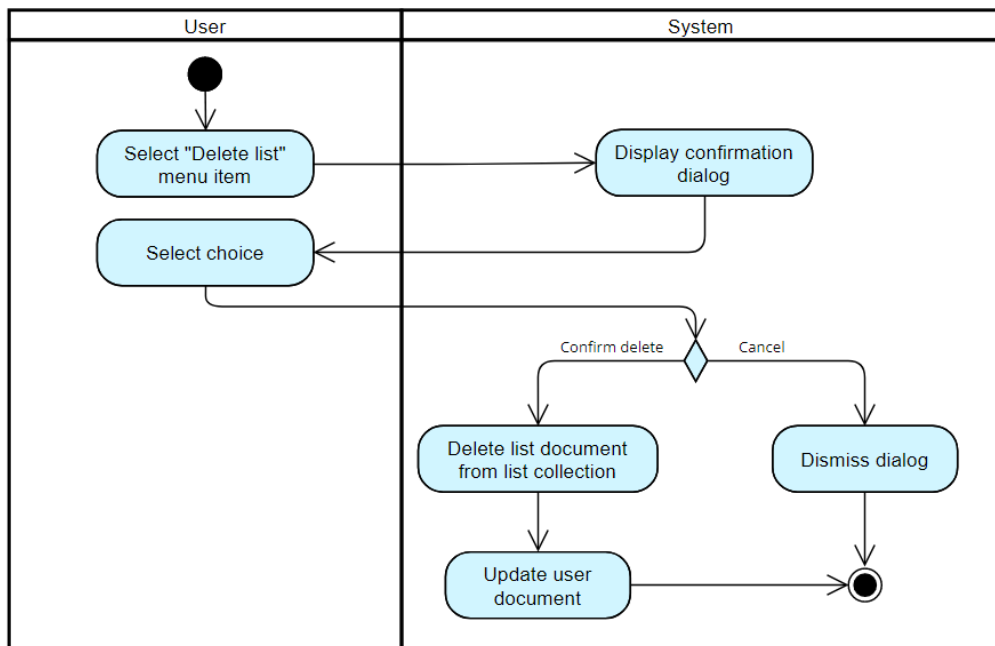 User
System
Select "Delete list"
menu item
Display confirmation
dialog
Select choice
Confirm delete
Cancel
Delete list document
from list collection
Dismiss dialog
Update user
document